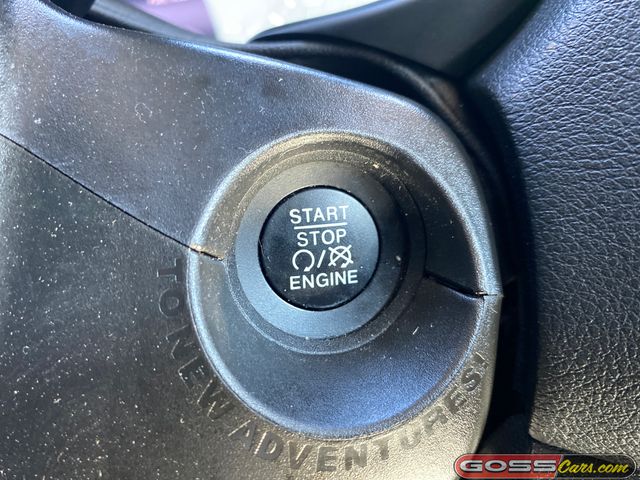 START
STOP
/
ENGINE
TO NEW ADVENTURES!
GOSSCars.com